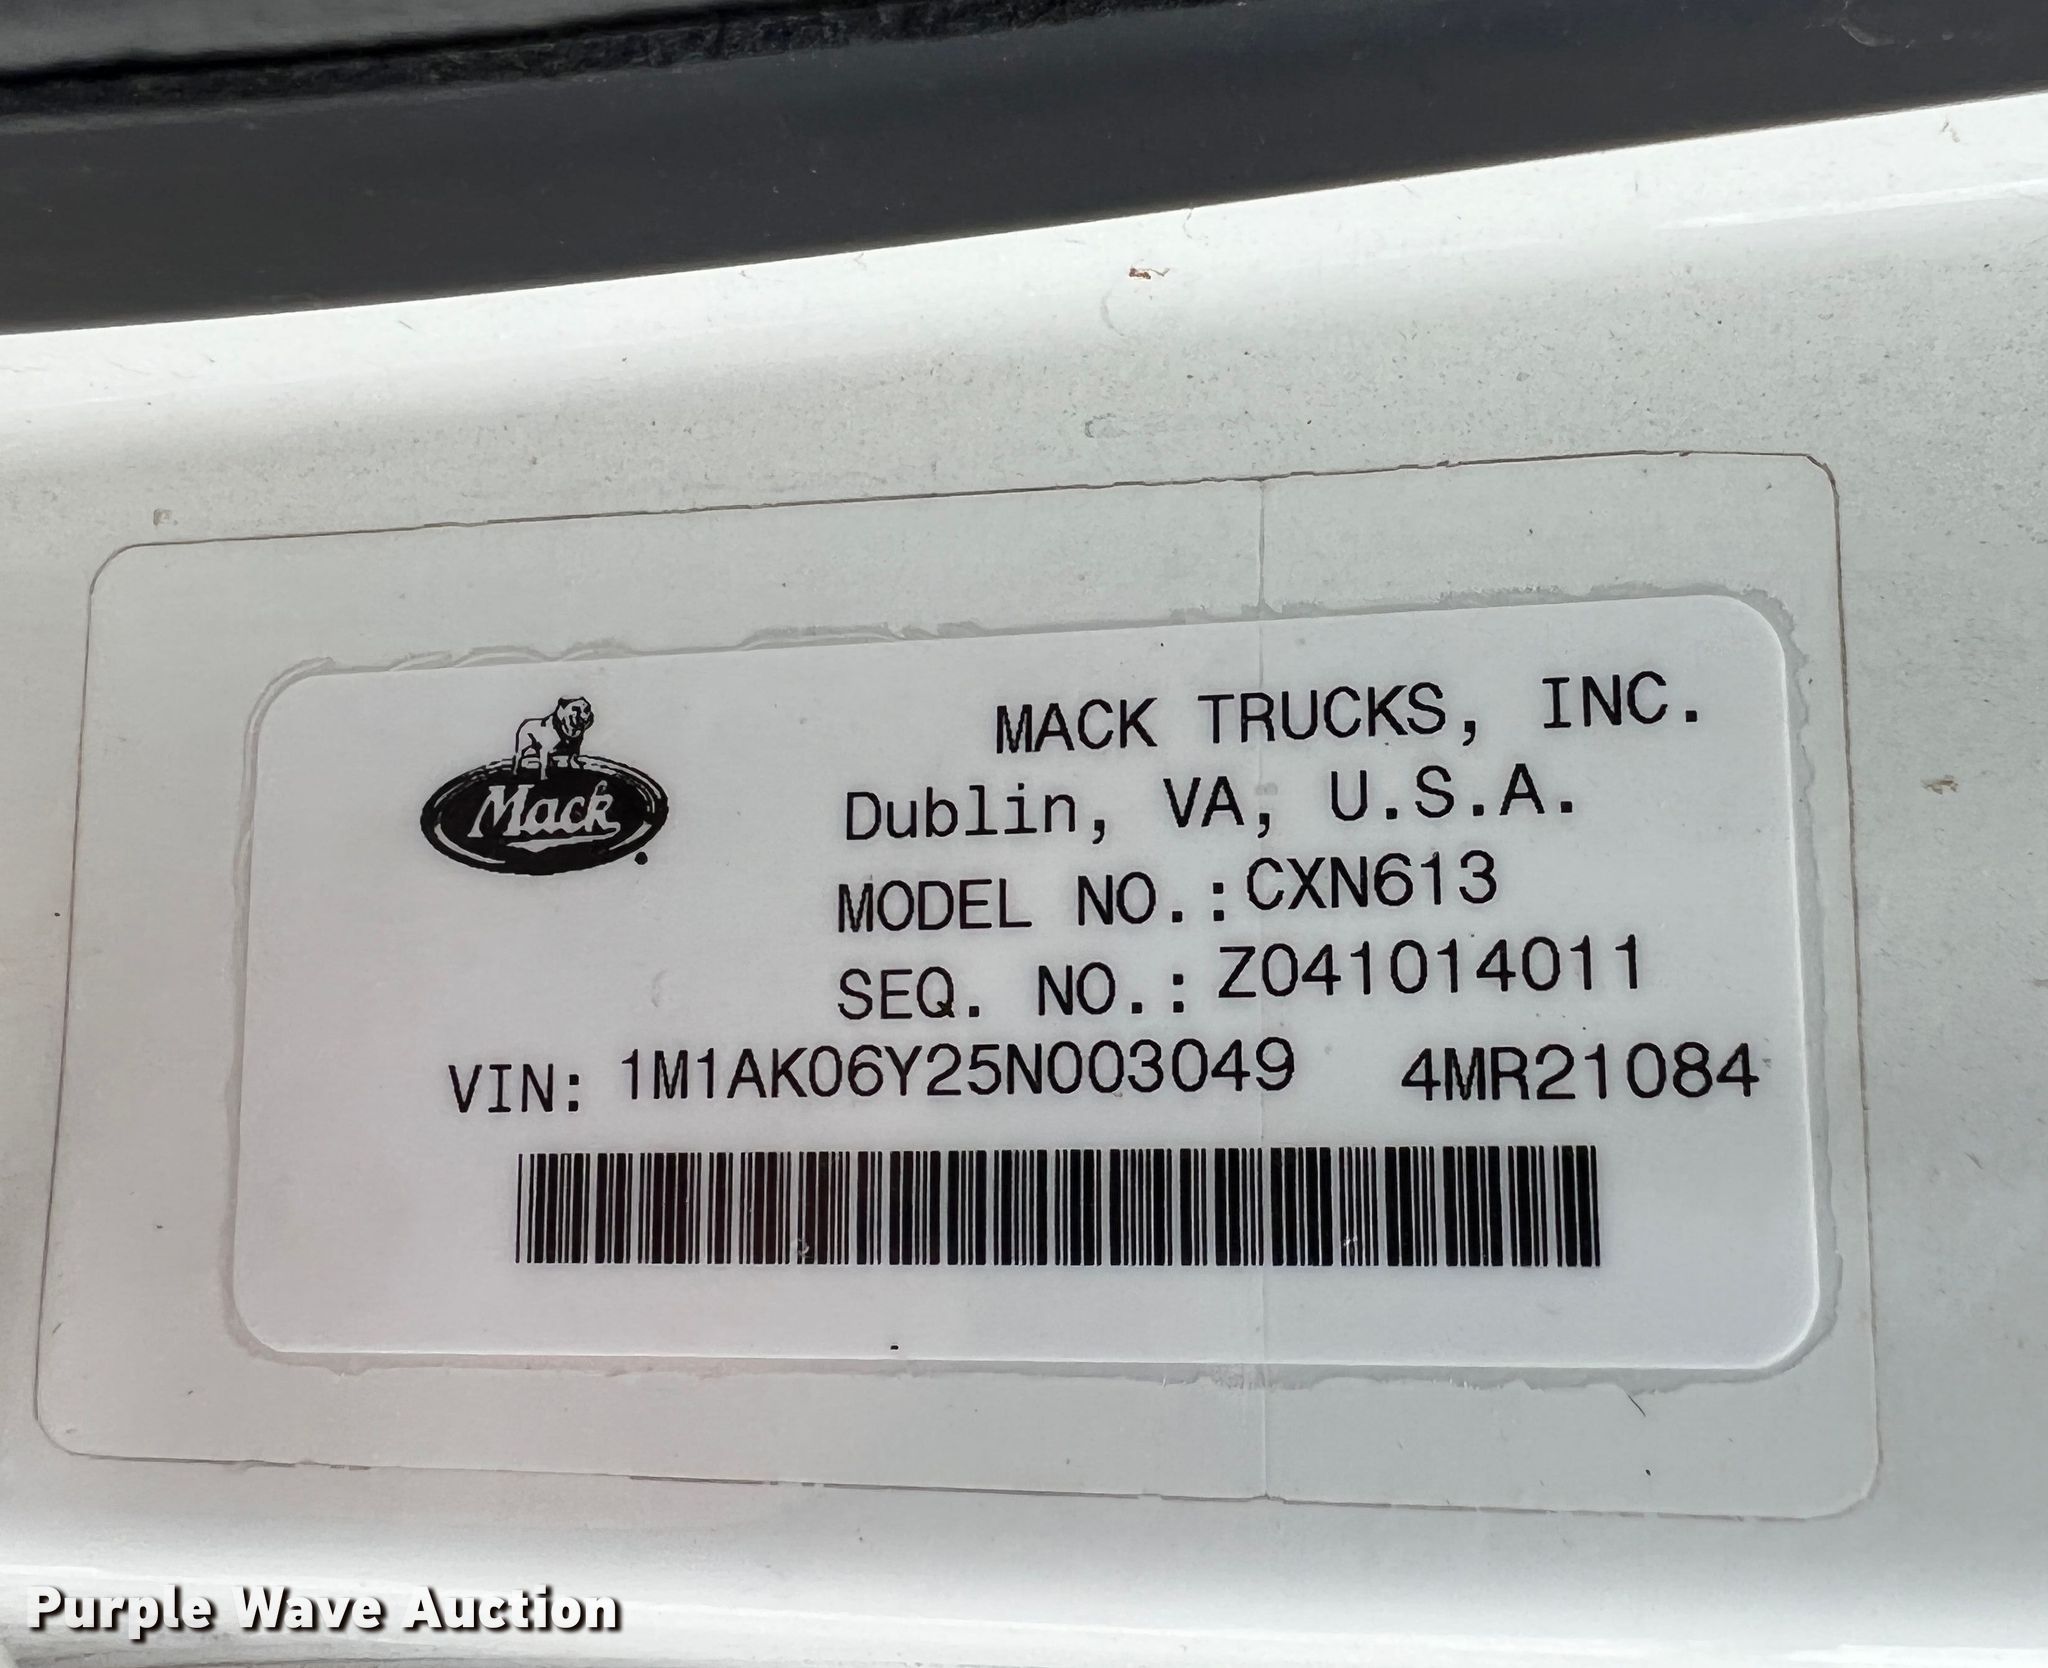 Mack
MACK TRUCKS, INC.
Dublin, VA, U.S.A.
MODEL NO.:CXN613
SEQ. NO.: Z041014011
VIN: 1M1AK06Y25N003049 4MR21084
Purple Wave Auction